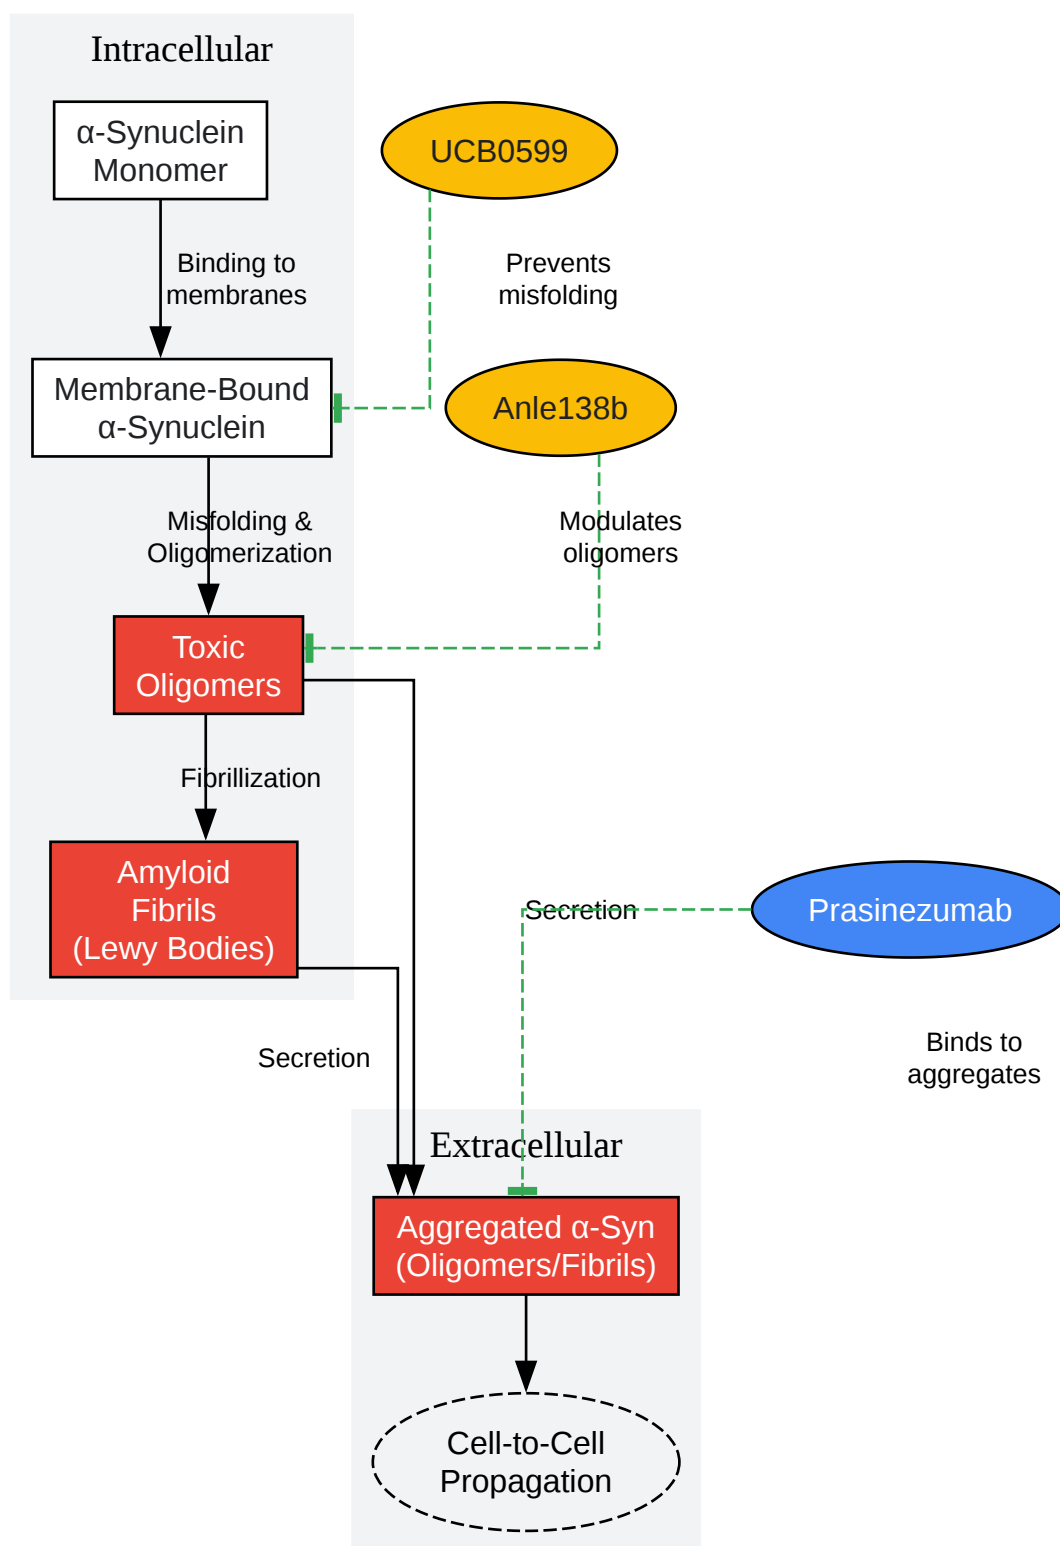 Intracellular
α-Synuclein
Monomer
UCB0599
Binding to
membranes
Prevents
misfolding
Membrane-Bound
α-Synuclein
Anle138b
Misfolding &
Oligomerization
Modulates
oligomers
Toxic
Oligomers
Fibrillization
Amyloid
Fibrils
(Lewy Bodies)
Secretion
Prasinezumab
Secretion
Binds to
aggregates
Extracellular
Aggregated α-Syn
(Oligomers/Fibrils)
Cell-to-Cell
Propagation